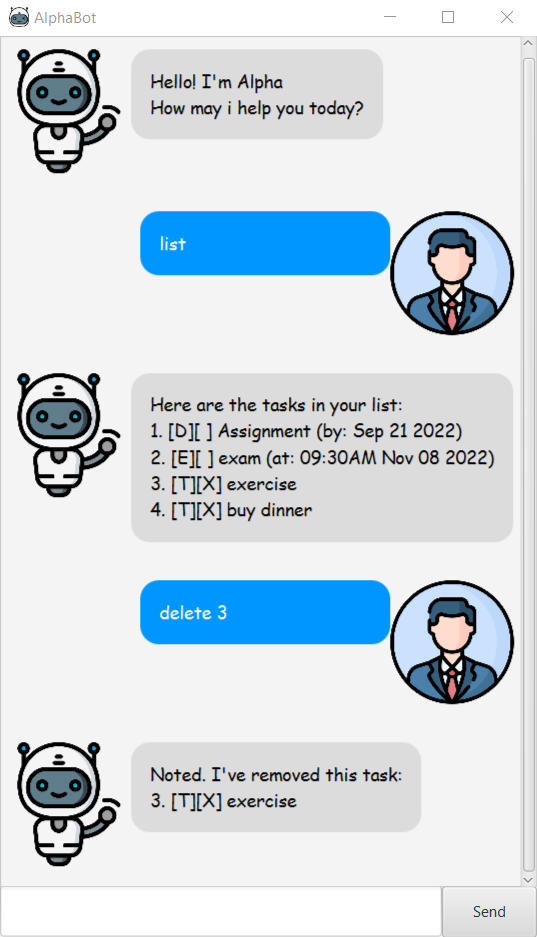 AlphaBot
Hello! I'm Alpha
How may i help you today?
list
Here are the tasks in your list:
1. [D][ ] Assignment (by: Sep 21 2022)
2. [E][ ] exam (at: 09:30AM Nov 08 2022)
3. [T][X] exercise
4. [T][X] buy dinner
delete 3
Noted. I've removed this task:
3. [T][X] exercise
Send